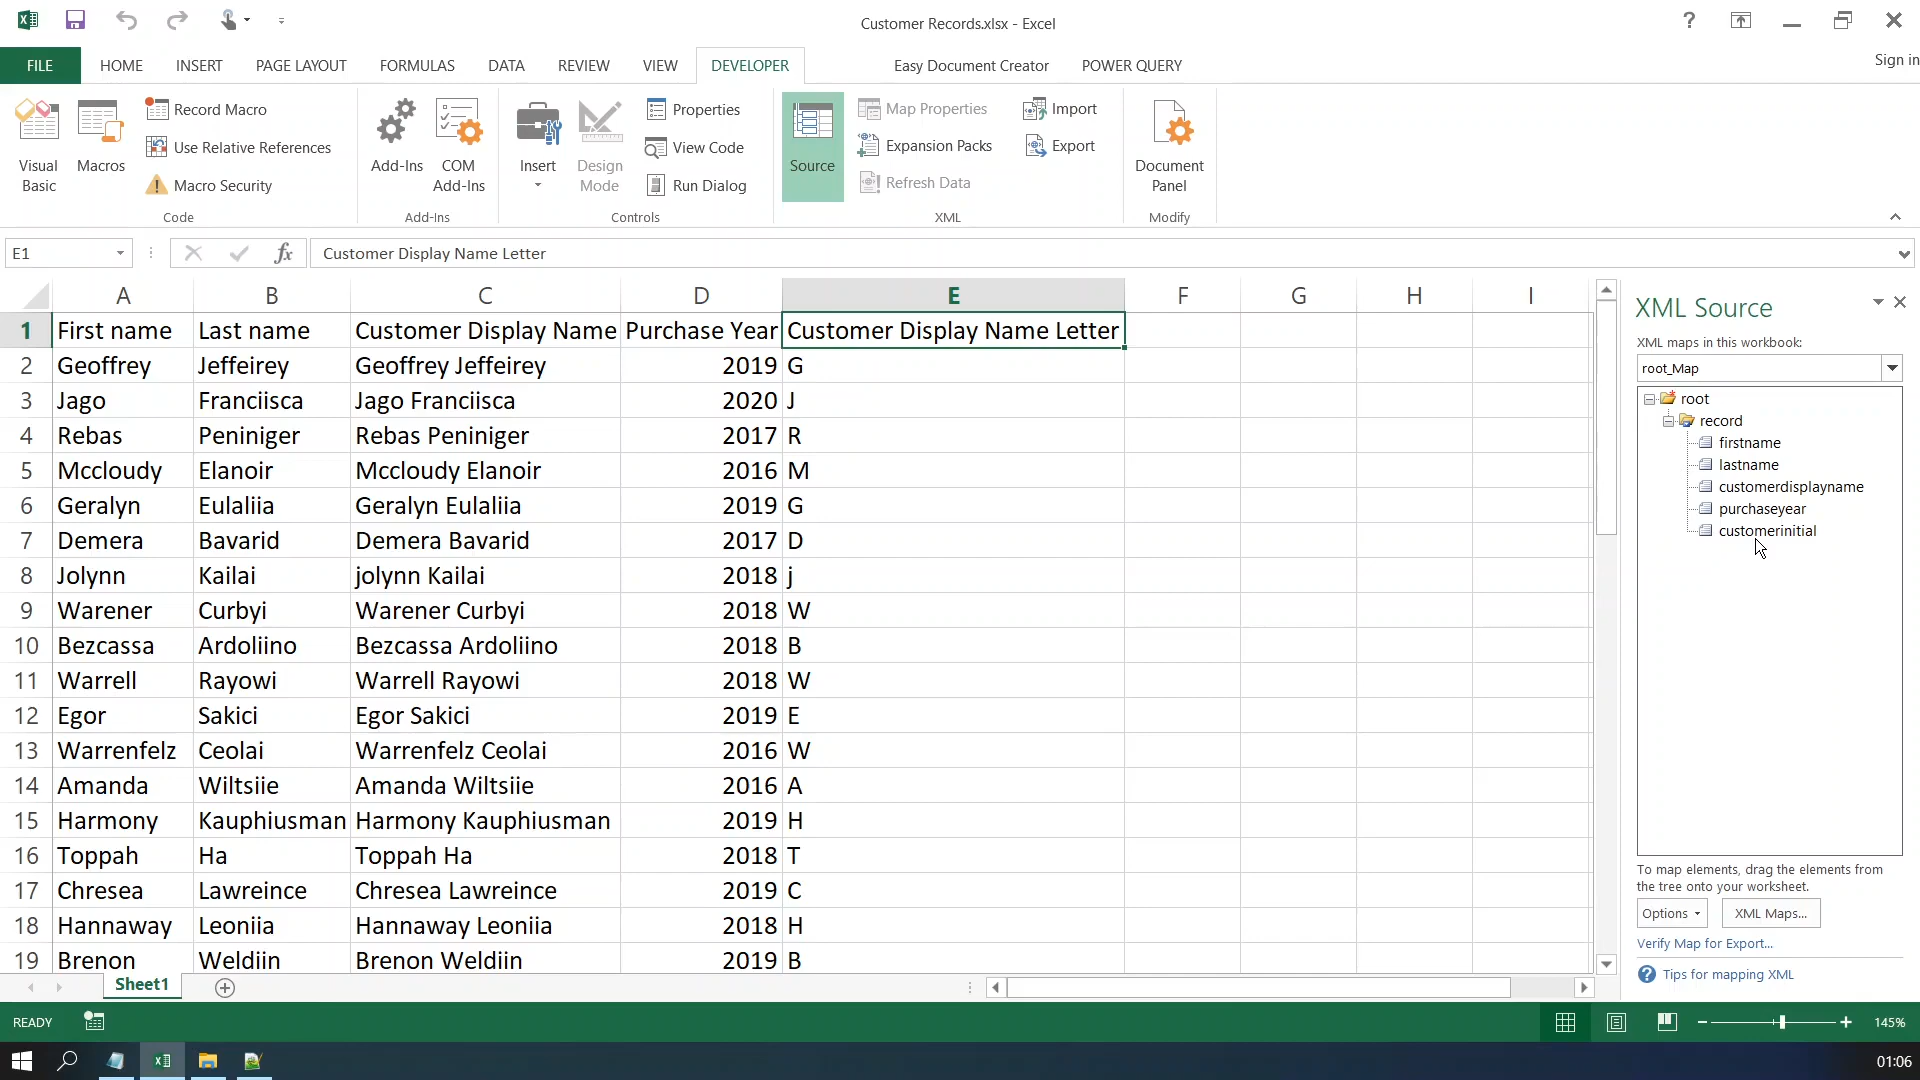 Customer Records.xlsx - Excel
?
Sign in
FILE HOME INSERT PAGE LAYOUT FORMULAS DATA REVIEW VIEW DEVELOPER Easy Document Creator POWER QUERY
Visual Basic
Macros
Record Macro
Use Relative References
Macro Security
Code
Add-Ins
COM Add-Ins
Add-Ins
Insert
Design Mode
Properties
View Code
Run Dialog
Controls
Source
Map Properties
Expansion Packs
Refresh Data
Import
Export
XML
Document Panel
Modify
E1
fx
Customer Display Name Letter
A B C D E F G H I
1 First name Last name Customer Display Name Purchase Year Customer Display Name Letter
2 Geoffrey Jeffeirey Geoffrey Jeffeirey 2019 G
3 Jago Franciisca Jago Franciisca 2020 J
4 Rebas Peniniger Rebas Peniniger 2017 R
5 Mccloudy Elanoir Mccloudy Elanoir 2016 M
6 Geralyn Eulaliia Geralyn Eulaliia 2019 G
7 Demera Bavarid Demera Bavarid 2017 D
8 Jolynn Kailai jolynn Kailai 2018 j
9 Warener Curbyi Warener Curbyi 2018 W
10 Bezcassa Ardoliino Bezcassa Ardoliino 2018 B
11 Warrell Rayowi Warrell Rayowi 2018 W
12 Egor Sakici Egor Sakici 2019 E
13 Warrenfelz Ceolai Warrenfelz Ceolai 2016 W
14 Amanda Wiltsiie Amanda Wiltsiie 2016 A
15 Harmony Kauphiusman Harmony Kauphiusman 2019 H
16 Toppah Ha Toppah Ha 2018 T
17 Chresea Lawreince Chresea Lawreince 2019 C
18 Hannaway Leoniia Hannaway Leoniia 2018 H
19 Brenon Weldiin Brenon Weldiin 2019 B
XML Source
XML maps in this workbook:
root_Map
root
record
firstname
lastname
customerdisplayname
purchaseyear
customerinitial
To map elements, drag the elements from
the tree onto your worksheet.
Options
XML Maps...
Verify Map for Export...
Tips for mapping XML
Sheet1
READY
145%
01:06